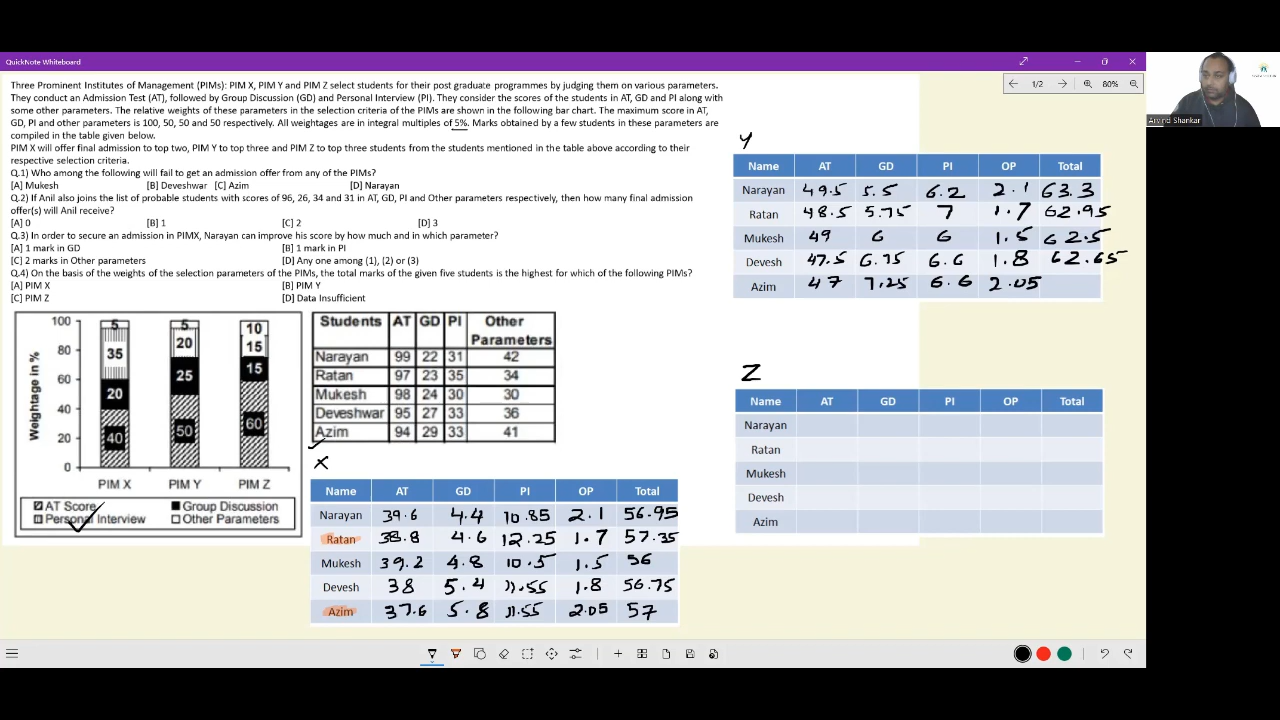 QuickNote Whiteboard
Three Prominent Institutes of Management (PIMs): PIM X, PIM Y and PIM Z select students for their post graduate programmes by judging them on various parameters.
They conduct an Admission Test (AT), followed by Group Discussion (GD) and Personal Interview (PI). They consider the scores of the students in AT, GD and PI along with
some other parameters. The relative weights of these parameters in the selection criteria of the PIMs are shown in the following bar chart. The maximum score in AT,
GD, PI and other parameters is 100, 50, 50 and 50 respectively. All weightages are in integral multiples of 5%. Marks obtained by a few students in these parameters are
compiled in the table given below.
PIM X will offer final admission to top two, PIM Y to top three and PIM Z to top three students from the students mentioned in the table above according to their
respective selection criteria.
Q.1) Who among the following will fail to get an admission offer from any of the PIMs?
[A] Mukesh [B] Deveshwar [C] Azim [D] Narayan
Q.2) If Anil also joins the list of probable students with scores of 96, 26, 34 and 31 in AT, GD, PI and Other parameters respectively, then how many final admission
offer(s) will Anil receive?
[A] 0 [B] 1 [C] 2 [D] 3
Q.3) In order to secure an admission in PIMX, Narayan can improve his score by how much and in which parameter?
[A] 1 mark in GD [B] 1 mark in PI
[C] 2 marks in Other parameters [D] Any one among (1), (2) or (3)
Q.4) On the basis of the weights of the selection parameters of the PIMs, the total marks of the given five students is the highest for which of the following PIMs?
[A] PIM X [B] PIM Y
[C] PIM Z [D] Data Insufficient
Weightage in %
100
80
60
40
20
0
5 35 20 40
5 20 25 50
10 15 15 60
PIM X PIM Y PIM Z
AT Score Group Discussion
Personal Interview Other Parameters
Students AT GD PI Other Parameters
Narayan 99 22 31 42
Ratan 97 23 35 34
Mukesh 98 24 30 30
Deveshwar 95 27 33 36
Azim 94 29 33 41
X
Name AT GD PI OP Total
Narayan 39.6 4.4 10.85 2.1 56.95
Ratan 38.8 4.6 12.25 1.7 57.35
Mukesh 39.2 4.8 10.5 1.5 56
Devesh 38 5.4 11.55 1.8 56.75
Azim 37.6 5.8 11.55 2.05 57
1/2 80%
Y
Name AT GD PI OP Total
Narayan 49.5 5.5 6.2 2.1 63.3
Ratan 48.5 5.75 7 1.7 62.95
Mukesh 49 6 6 1.5 62.5
Devesh 47.5 6.75 6.6 1.8 62.65
Azim 47 7.25 6.6 2.05
Z
Name AT GD PI OP Total
Narayan
Ratan
Mukesh
Devesh
Azim
Arvind Shankar